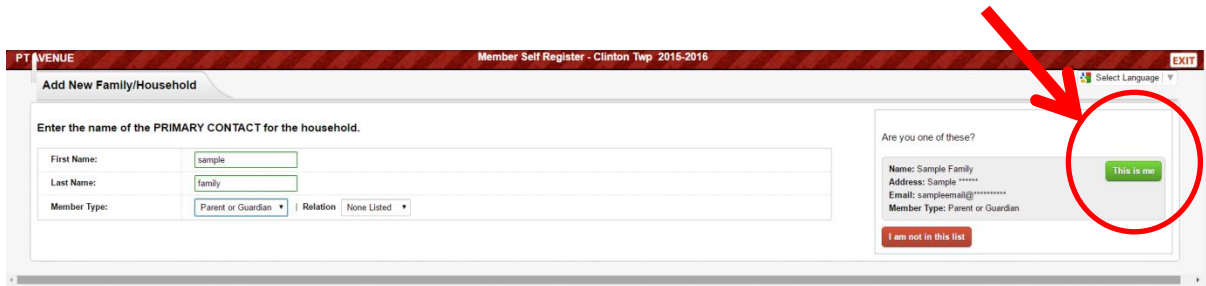 PT AVENUE
Member Self Register - Clinton Twp 2015-2016
EXIT
Select Language ▼
Add New Family/Household
Enter the name of the PRIMARY CONTACT for the household.
First Name: sample
Last Name: family
Member Type: Parent or Guardian ▼ | Relation None Listed ▼
Are you one of these?
Name: Sample Family
This is me
Address: Sample ******
Email: sampleemail@**********
Member Type: Parent or Guardian
I am not in this list